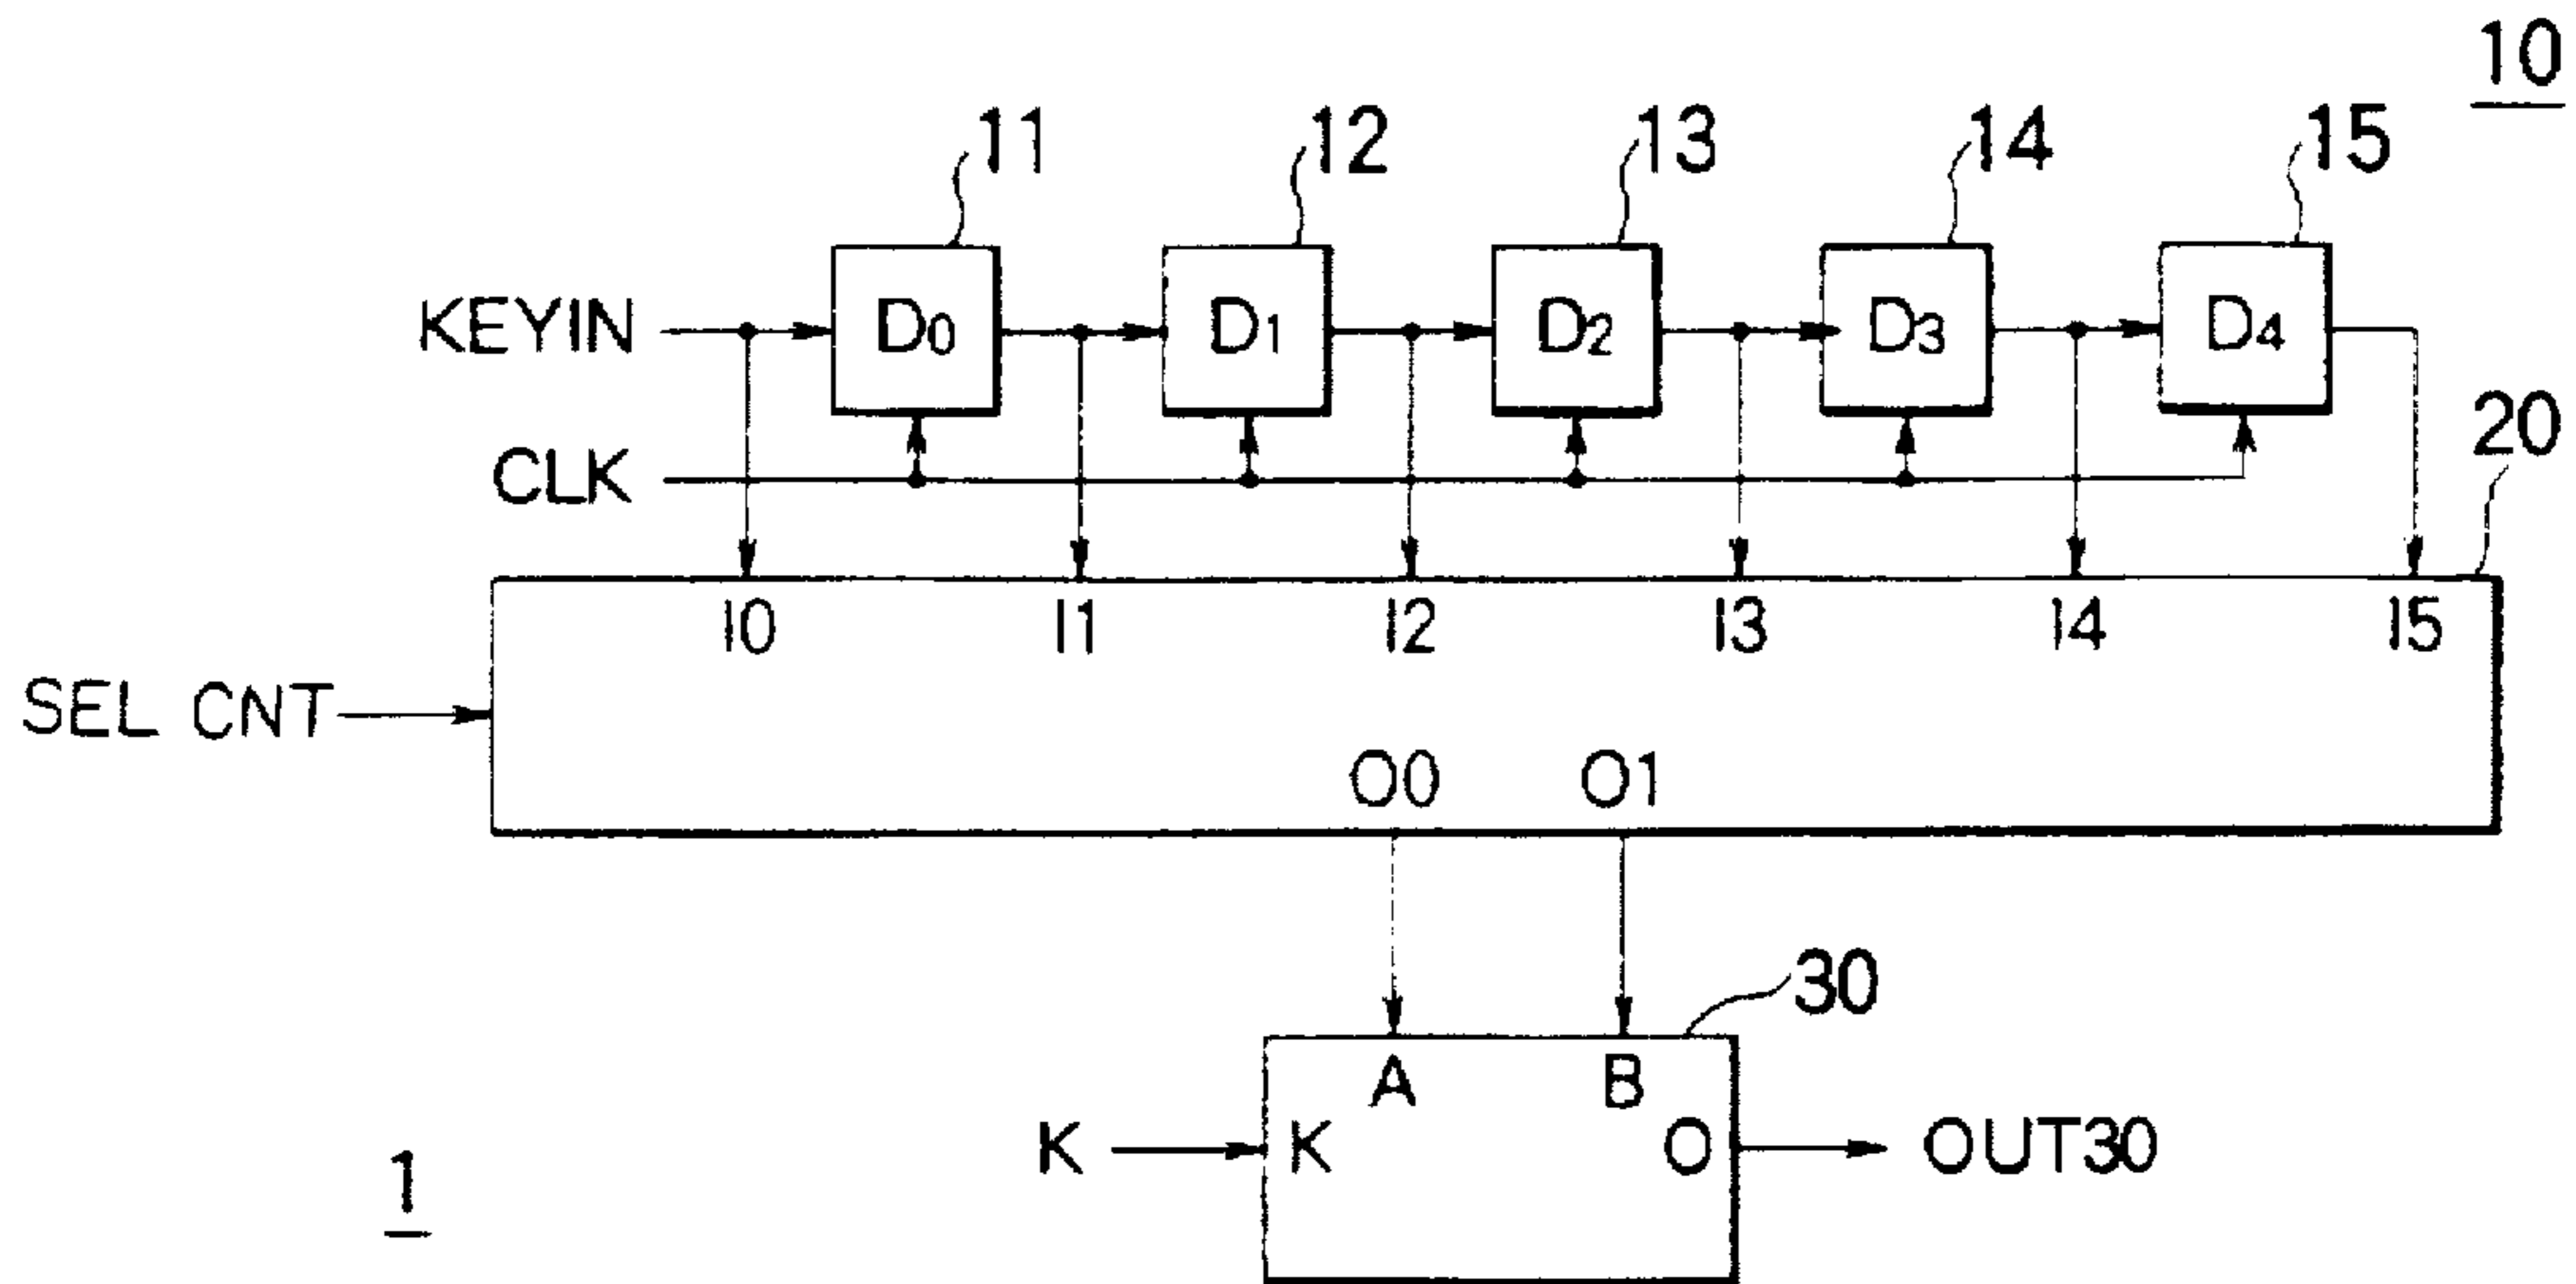 10
11 12 13 14 15
KEYIN D0 D1 D2 D3 D4
20
CLK
I0 I1 I2 I3 I4 I5
SEL CNT
O0 O1
30
A B
K K O OUT30
1